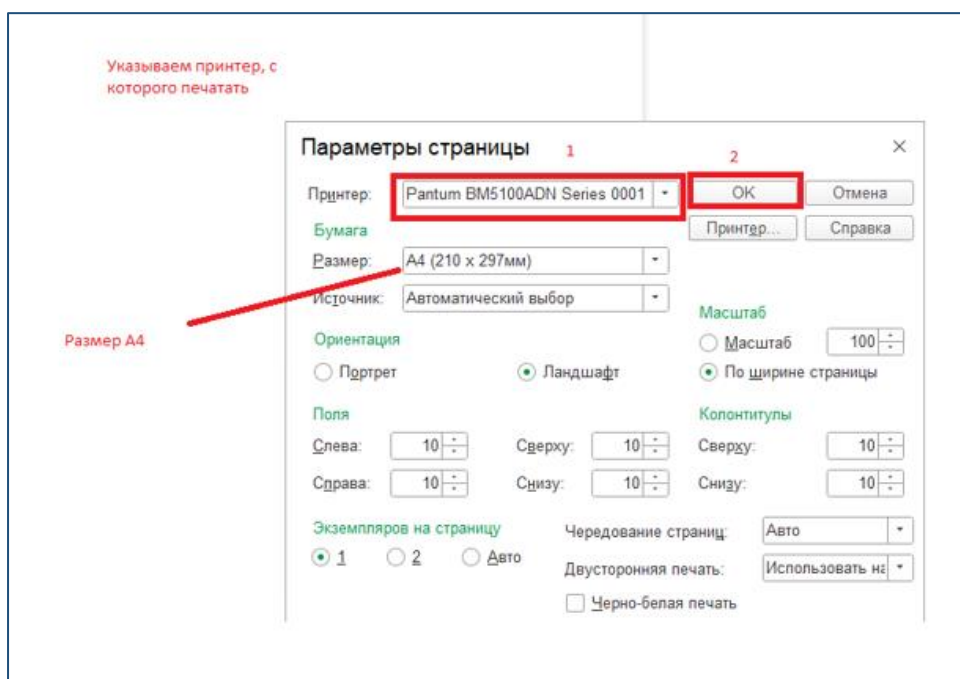 Указываем принтер, с
которого печатать
Параметры страницы
1
2
Принтер: Pantum BM5100ADN Series 0001 OK Отмена
Бумага Принтер... Справка
Размер: A4 (210 x 297мм)
Источник: Автоматический выбор
Размер А4
Масштаб
Ориентация Масштаб 100
Портрет Ландшафт По ширине страницы
Поля Колонтитулы
Слева: 10 Сверху: 10 Сверху: 10
Справа: 10 Снизу: 10 Снизу: 10
Экземпляров на страницу Чередование страниц: Авто
1 2 Авто
Двусторонняя печать: Использовать на
Черно-белая печать